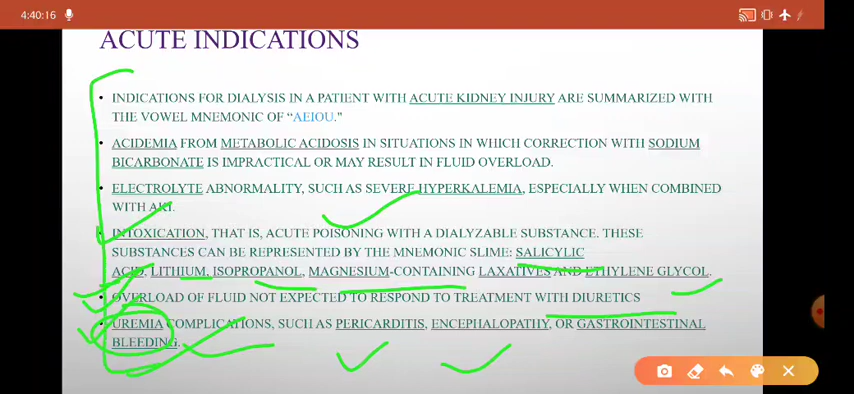 4:40:16
ACUTE INDICATIONS
• INDICATIONS FOR DIALYSIS IN A PATIENT WITH ACUTE KIDNEY INJURY ARE SUMMARIZED WITH
THE VOWEL MNEMONIC OF “AEIOU.”
• ACIDEMIA FROM METABOLIC ACIDOSIS IN SITUATIONS IN WHICH CORRECTION WITH SODIUM
BICARBONATE IS IMPRACTICAL OR MAY RESULT IN FLUID OVERLOAD.
• ELECTROLYTE ABNORMALITY, SUCH AS SEVERE HYPERKALEMIA, ESPECIALLY WHEN COMBINED
WITH AKI.
• INTOXICATION, THAT IS, ACUTE POISONING WITH A DIALYZABLE SUBSTANCE. THESE
SUBSTANCES CAN BE REPRESENTED BY THE MNEMONIC SLIME: SALICYLIC
ACID, LITHIUM, ISOPROPANOL, MAGNESIUM-CONTAINING LAXATIVES AND ETHYLENE GLYCOL.
• OVERLOAD OF FLUID NOT EXPECTED TO RESPOND TO TREATMENT WITH DIURETICS
• UREMIA COMPLICATIONS, SUCH AS PERICARDITIS, ENCEPHALOPATHY, OR GASTROINTESTINAL
BLEEDING.